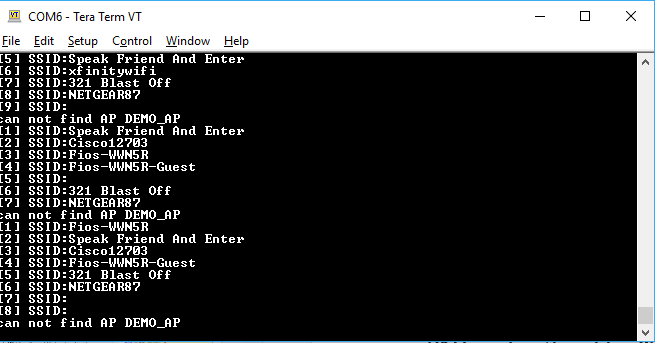 COM6 - Tera Term VT
File Edit Setup Control Window Help
[5] SSID:Speak Friend And Enter
[6] SSID:xfinitywifi
[7] SSID:321 Blast Off
[8] SSID:NETGEAR87
[9] SSID:
can not find AP DEMO_AP
[1] SSID:Speak Friend And Enter
[2] SSID:Cisco12703
[3] SSID:Fios-WWN5R
[4] SSID:Fios-WWN5R-Guest
[5] SSID:
[6] SSID:321 Blast Off
[7] SSID:NETGEAR87
can not find AP DEMO_AP
[1] SSID:Fios-WWN5R
[2] SSID:Speak Friend And Enter
[3] SSID:Cisco12703
[4] SSID:Fios-WWN5R-Guest
[5] SSID:321 Blast Off
[6] SSID:NETGEAR87
[7] SSID:
[8] SSID:
can not find AP DEMO_AP